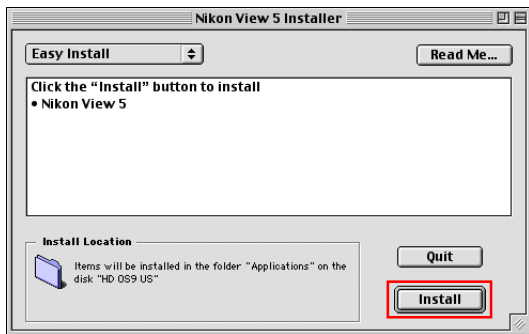 Nikon View 5 Installer
Easy Install
Read Me...
Click the “Install” button to install
• Nikon View 5
Install Location
Items will be installed in the folder "Applications" on the
disk "HD OS9 US"
Quit
Install